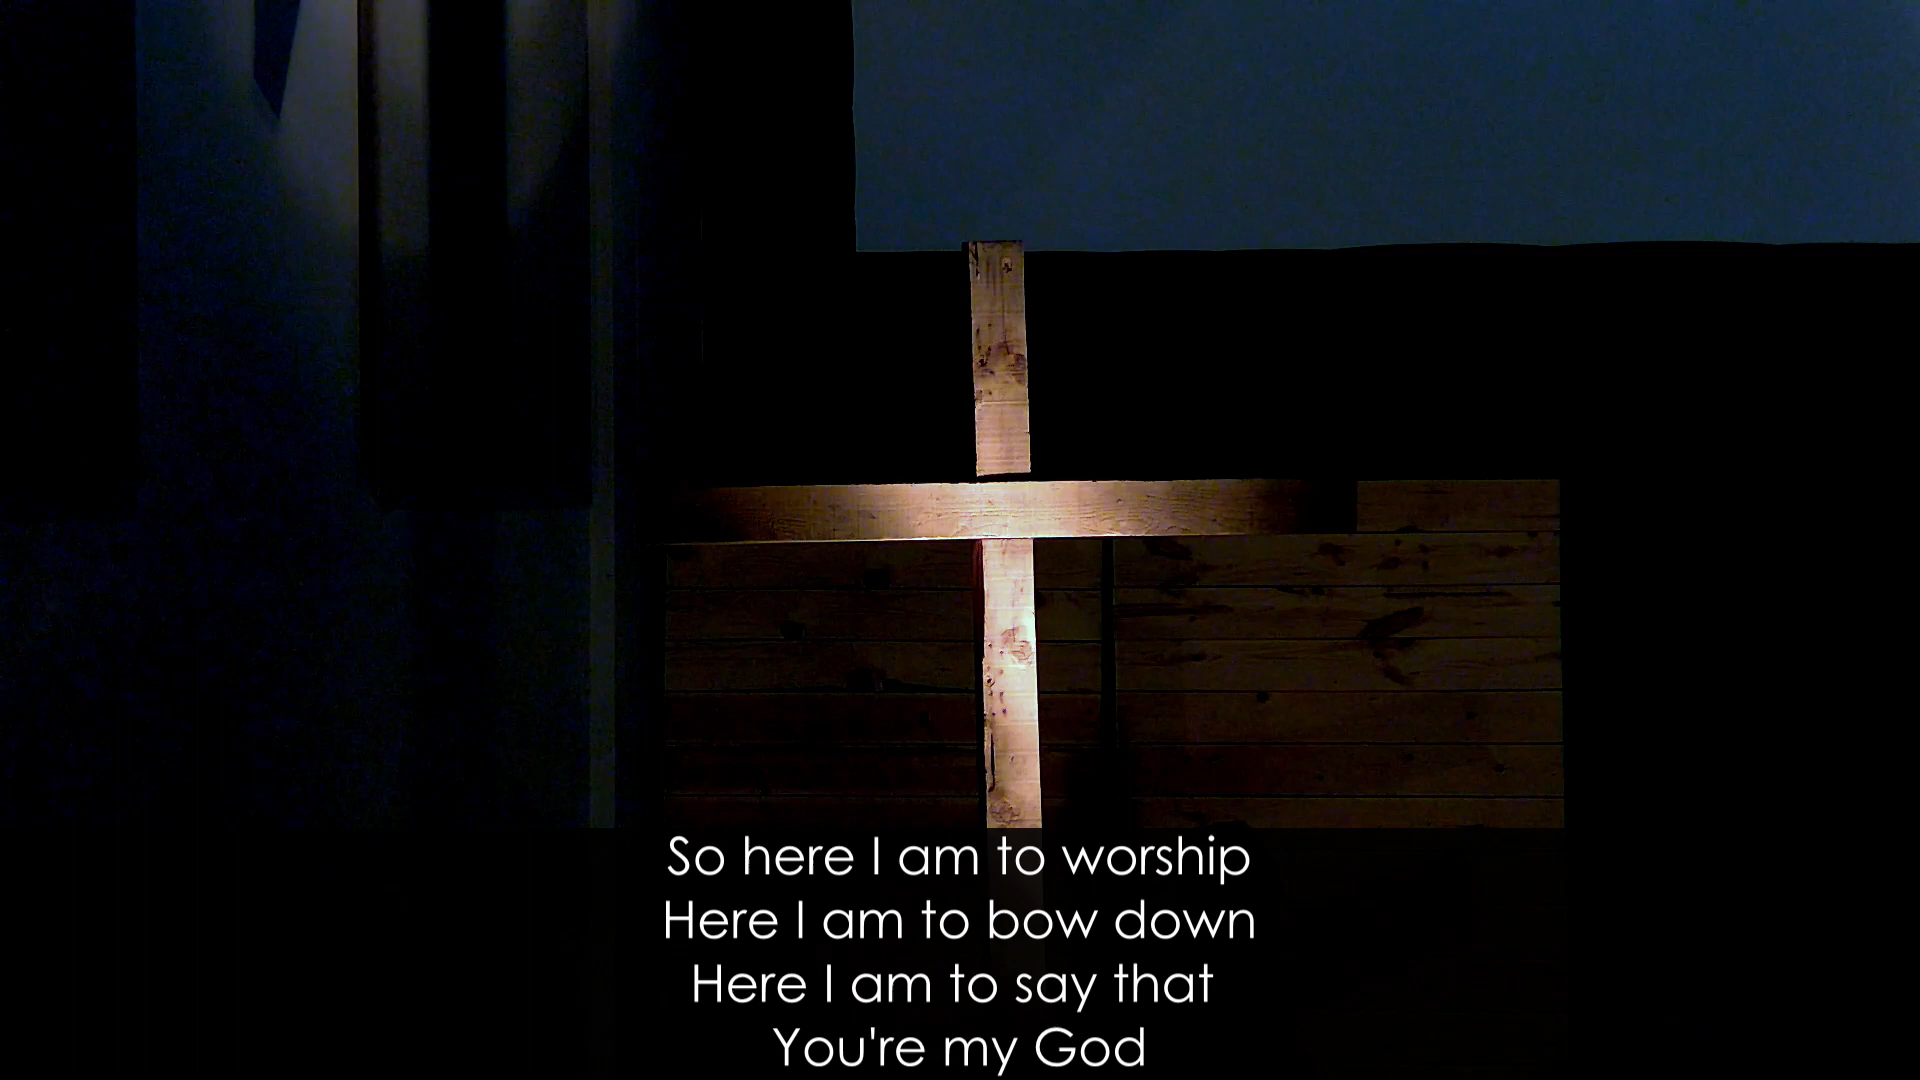 So here I am to worship
Here I am to bow down
Here I am to say that
You're my God